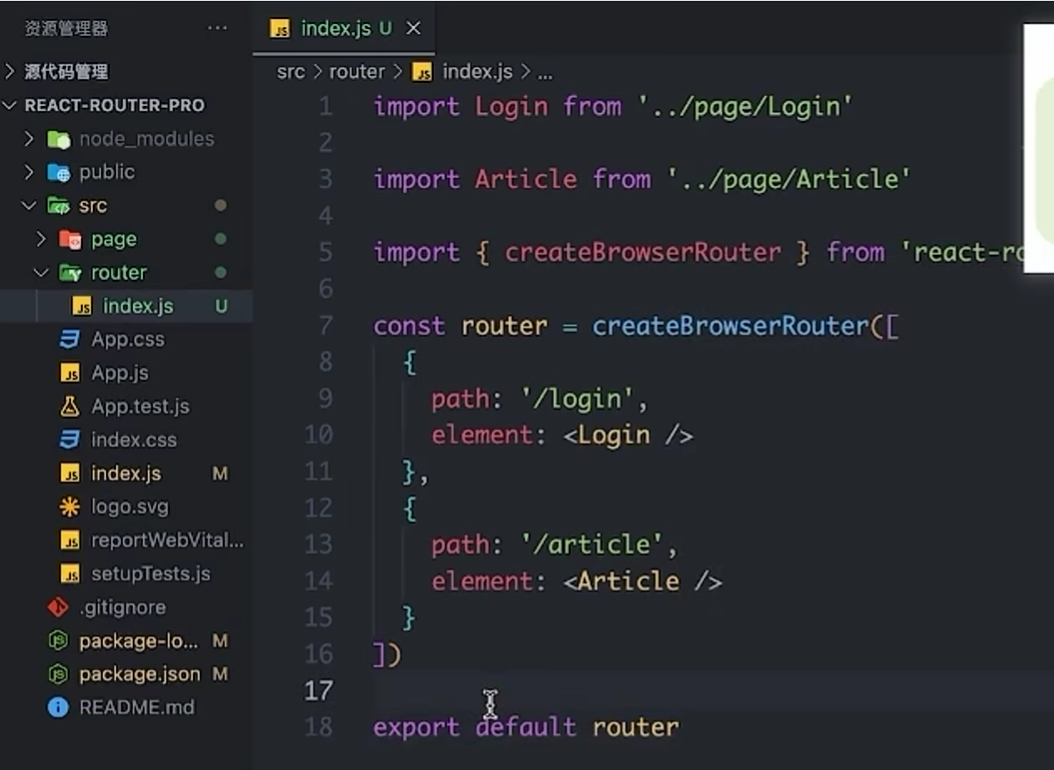 资源管理器 ···
源代码管理
REACT-ROUTER-PRO
node_modules
public
src
page
router
index.js U
App.css
App.js
App.test.js
index.css
index.js M
logo.svg
reportWebVital...
setupTests.js
.gitignore
package-lo... M
package.json M
README.md
index.js U
src > router > index.js > ...
1 import Login from '../page/Login'
2
3 import Article from '../page/Article'
4
5 import { createBrowserRouter } from 'react-ro
6
7 const router = createBrowserRouter([
8 {
9 path: '/login',
10 element: <Login />
11 },
12 {
13 path: '/article',
14 element: <Article />
15 }
16 ])
17
18 export default router